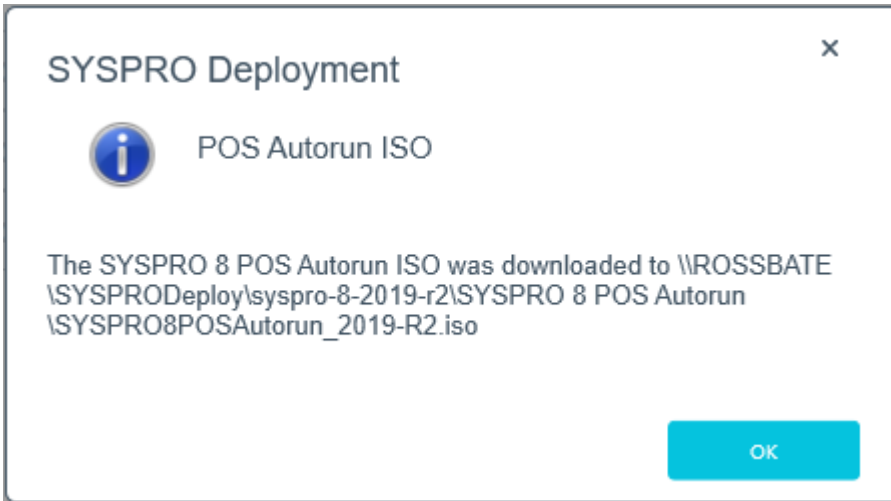 SYSPRO Deployment
POS Autorun ISO
The SYSPRO 8 POS Autorun ISO was downloaded to \\ROSSBATE
\SYSPRODeploy\syspro-8-2019-r2\SYSPRO 8 POS Autorun
\SYSPRO8POSAutorun_2019-R2.iso
OK